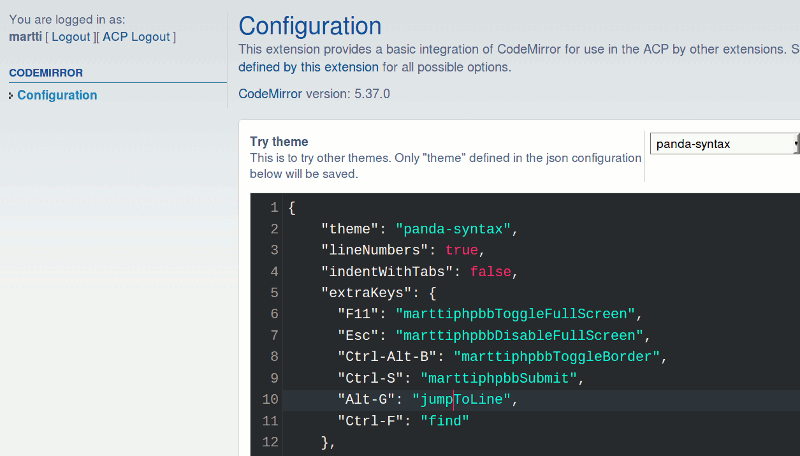 You are logged in as:
martti [ Logout ][ ACP Logout ]
CODEMIRROR
Configuration
Configuration
This extension provides a basic integration of CodeMirror for use in the ACP by other extensions. S
defined by this extension for all possible options.
CodeMirror version: 5.37.0
Try theme
This is to try other themes. Only "theme" defined in the json configuration
below will be saved.
panda-syntax
1 {
2 "theme": "panda-syntax",
3 "lineNumbers": true,
4 "indentWithTabs": false,
5 "extraKeys": {
6 "F11": "marttiphpbbToggleFullScreen",
7 "Esc": "marttiphpbbDisableFullScreen",
8 "Ctrl-Alt-B": "marttiphpbbToggleBorder",
9 "Ctrl-S": "marttiphpbbSubmit",
10 "Alt-G": "jumpToLine",
11 "Ctrl-F": "find"
12 },